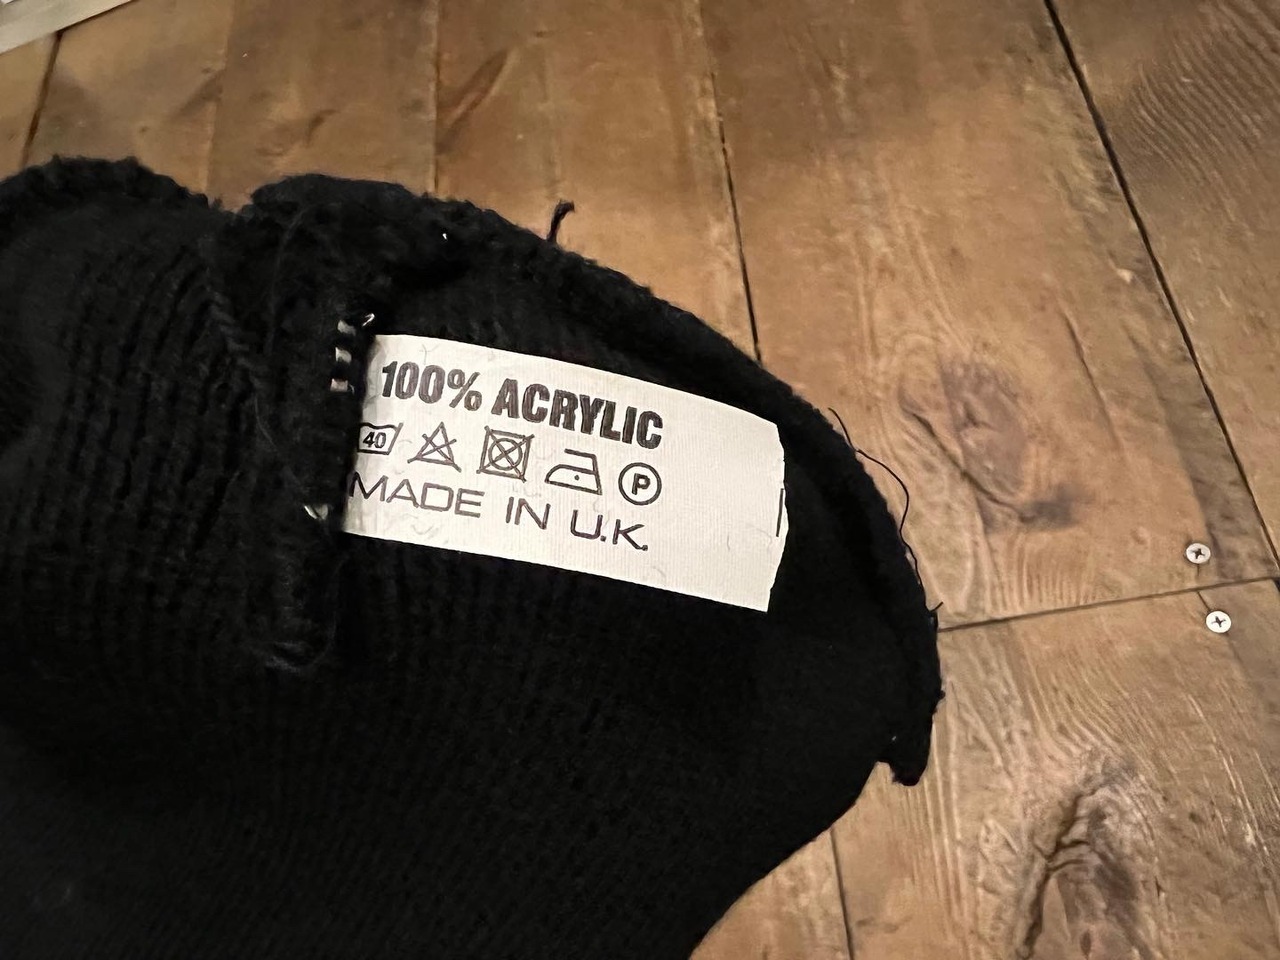 100% ACRYLIC
40 P
MADE IN U.K.